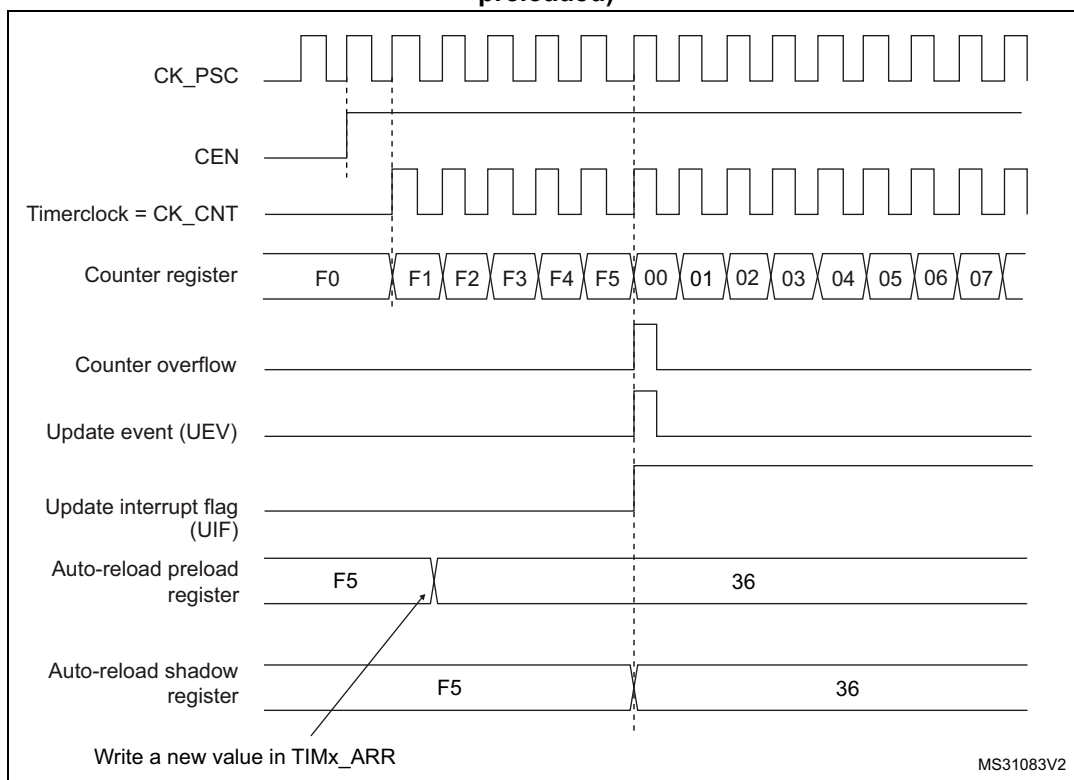 preloaded)
CK_PSC
CEN
Timerclock = CK_CNT
Counter register
F0 F1 F2 F3 F4 F5 00 01 02 03 04 05 06 07
Counter overflow
Update event (UEV)
Update interrupt flag
(UIF)
Auto-reload preload
register
F5 36
Auto-reload shadow
register
F5 36
Write a new value in TIMx_ARR
MS31083V2